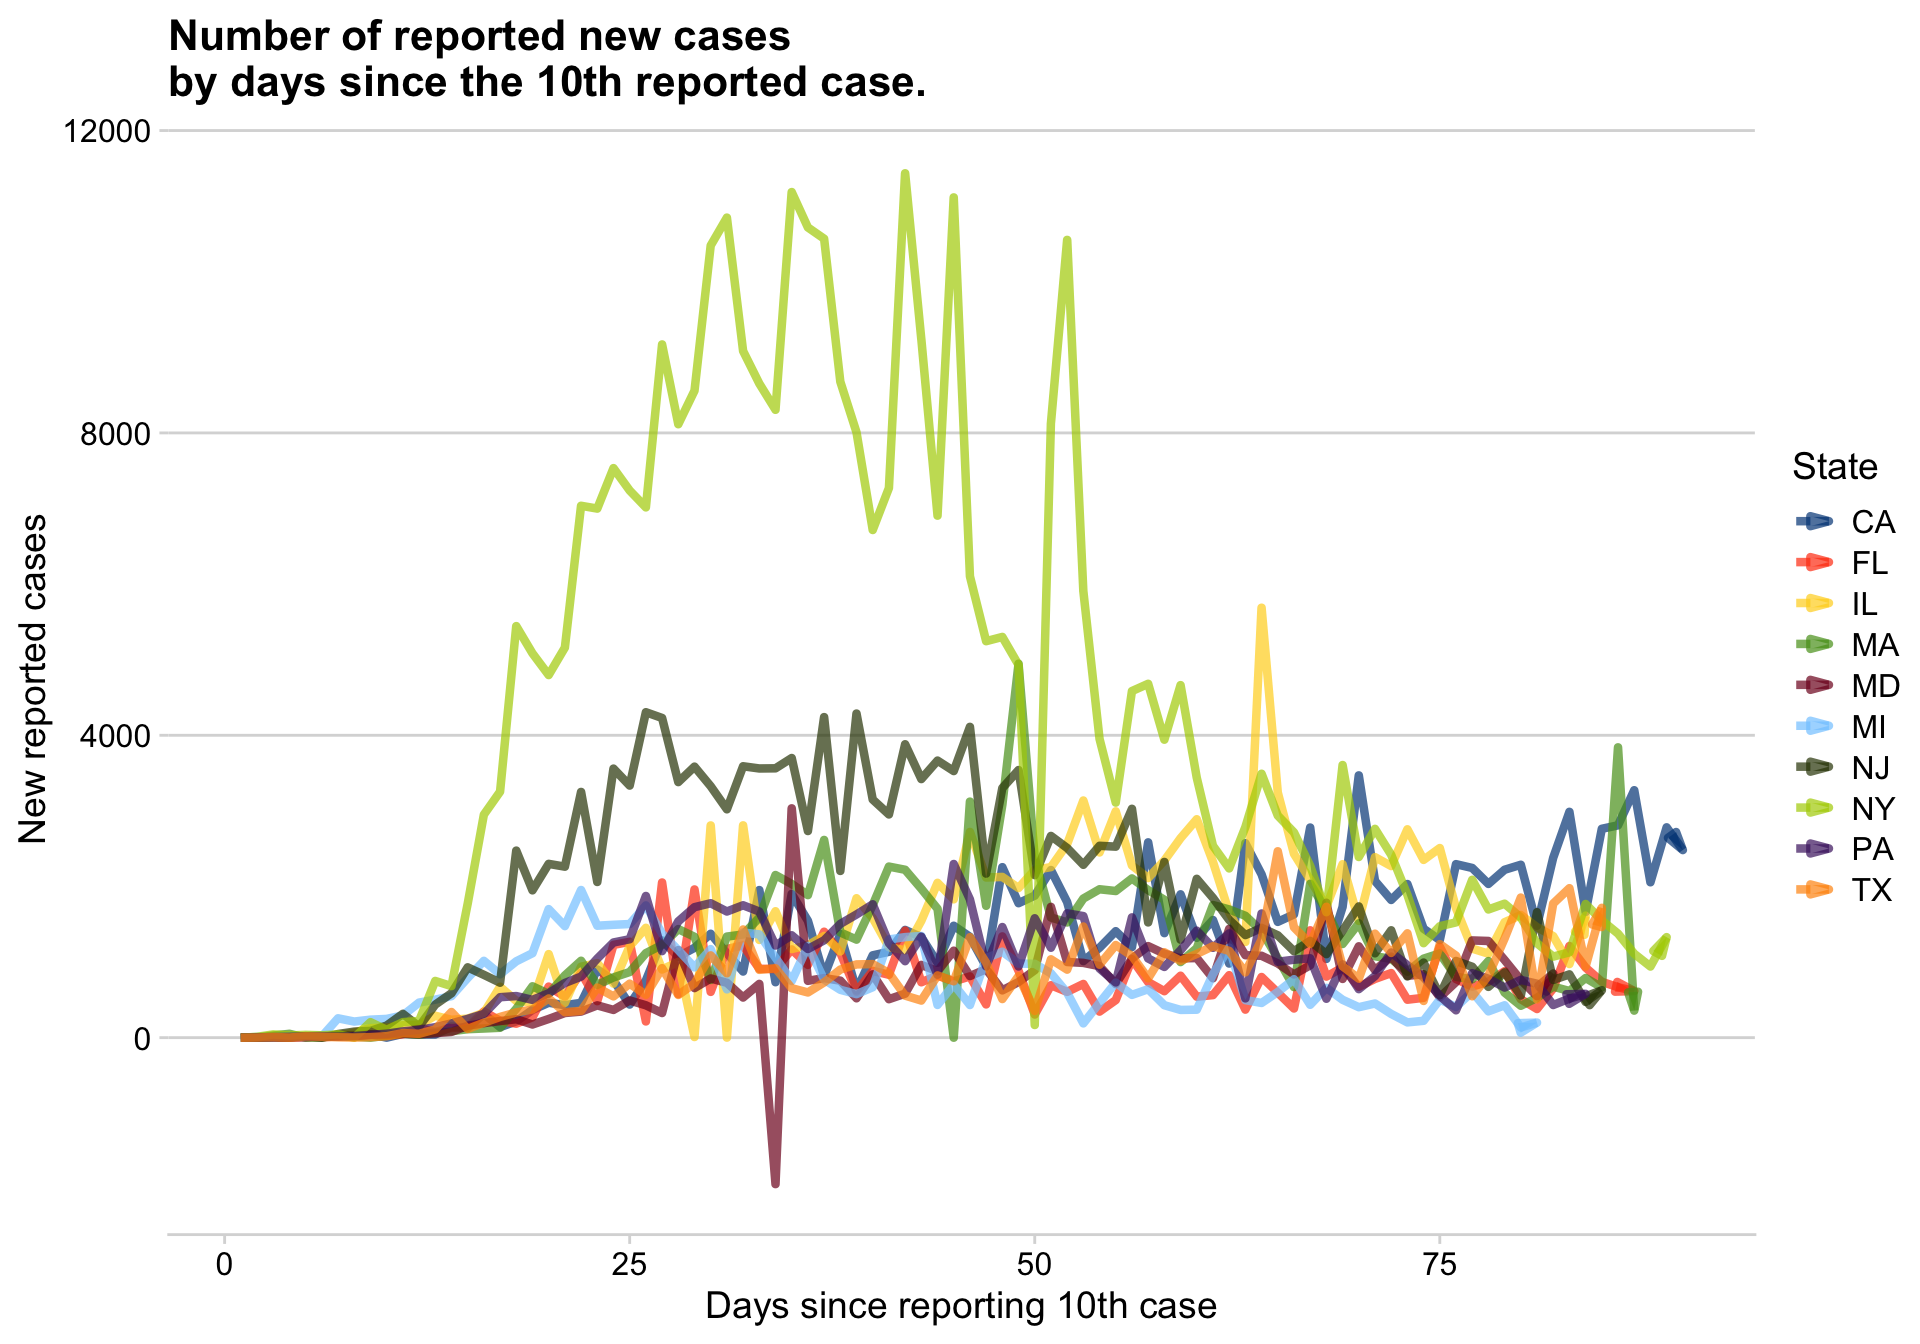 Number of reported new cases
by days since the 10th reported case.
12000
8000
4000
0
New reported cases
0
25
50
75
Days since reporting 10th case
State
CA
FL
IL
MA
MD
MI
NJ
NY
PA
TX